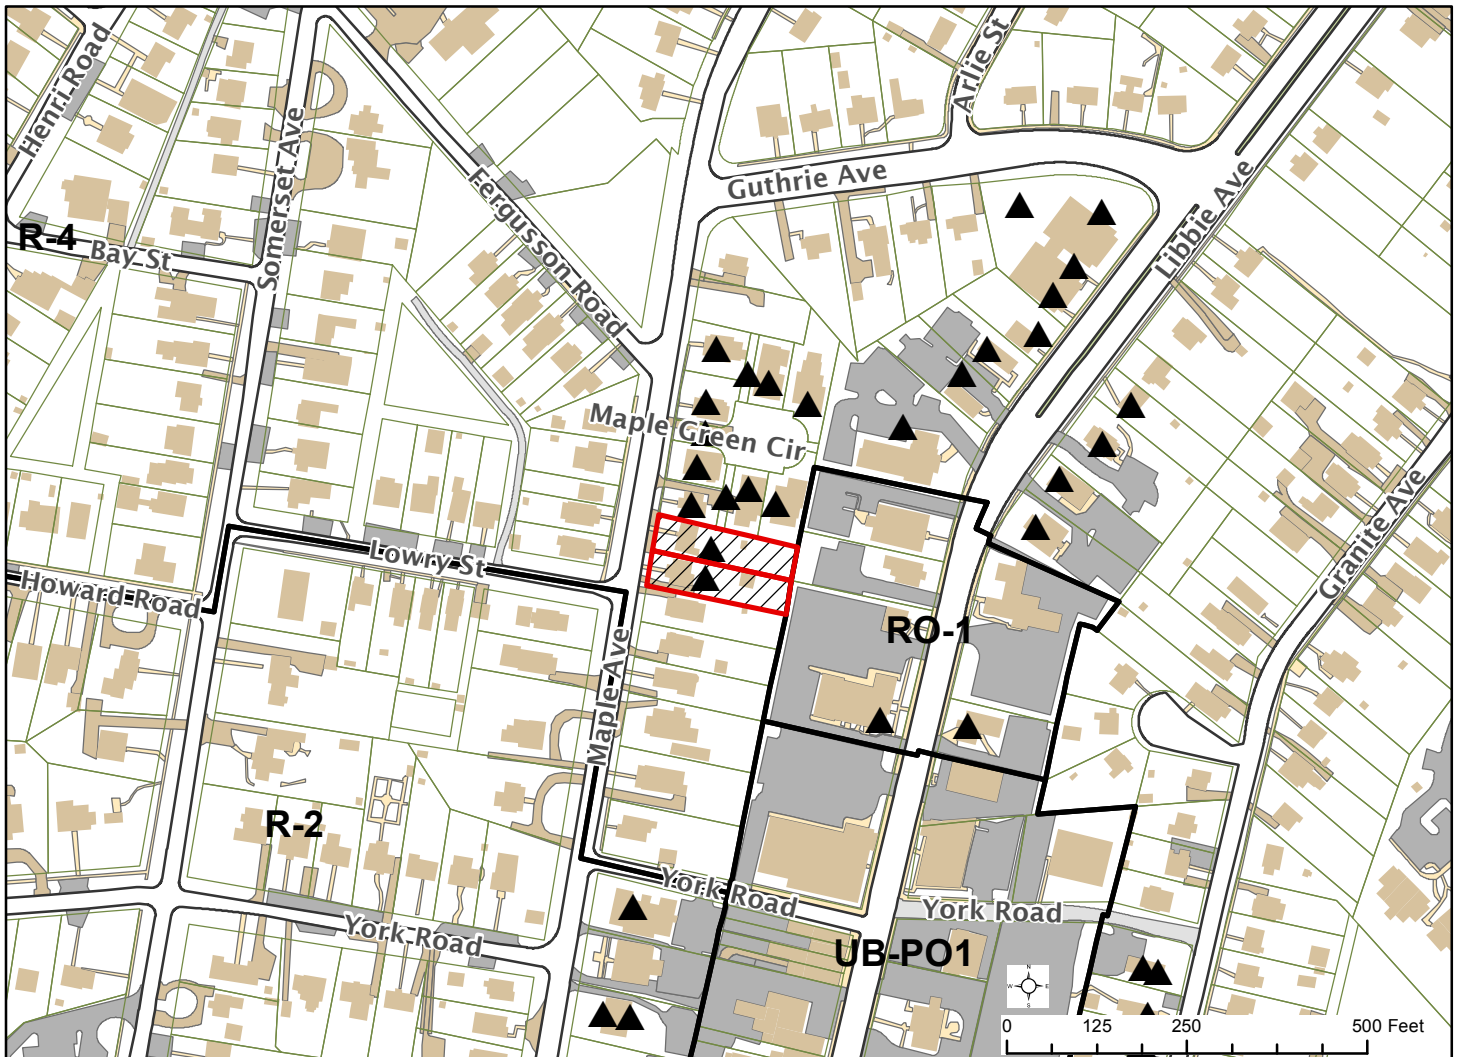 Henri Road
Arlie St
Somerset Ave
Guthrie Ave
Fergusson Road
Libbie Ave
R-4
Bay St
Maple Green Cir
Granite Ave
Lowry St
Howard Road
RO-1
Maple Ave
R-2
York Road
York Road
York Road
UB-PO1
N
W E
S
0 125 250 500 Feet